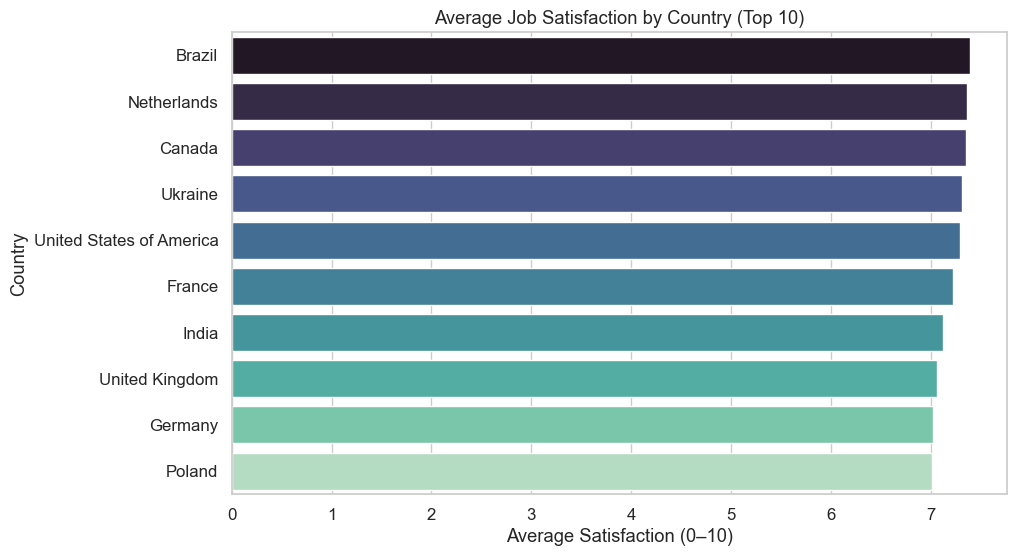 Average Job Satisfaction by Country (Top 10)
Country
Brazil
Netherlands
Canada
Ukraine
United States of America
France
India
United Kingdom
Germany
Poland
0 1 2 3 4 5 6 7
Average Satisfaction (0–10)